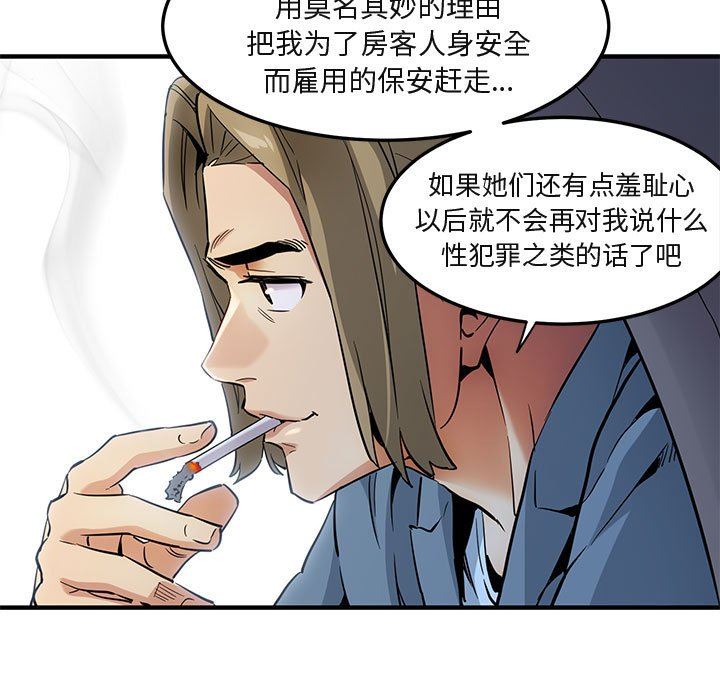 用莫名其妙的理由
把我为了房客人身安全
而雇用的保安赶走...
如果她们还有点羞耻心
以后就不会再对我说什么
性犯罪之类的话了吧